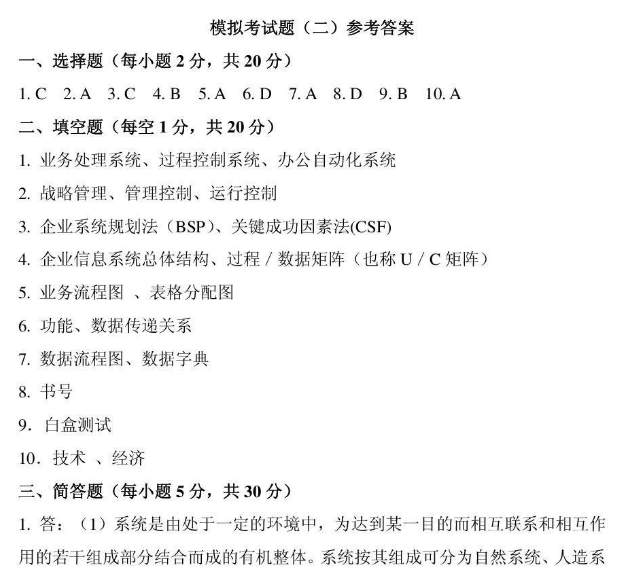 模拟考试题（二）参考答案
一、选择题（每小题 2 分，共 20 分）
1. C 2. A 3. C 4. B 5. A 6. D 7. A 8. D 9. B 10. A
二、填空题（每空 1 分，共 20 分）
1. 业务处理系统、过程控制系统、办公自动化系统
2. 战略管理、管理控制、运行控制
3. 企业系统规划法（BSP）、关键成功因素法(CSF)
4. 企业信息系统总体结构、过程／数据矩阵（也称 U／C 矩阵）
5. 业务流程图 、表格分配图
6. 功能、数据传递关系
7. 数据流程图、数据字典
8. 书号
9．白盒测试
10．技术 、经济
三、简答题（每小题 5 分，共 30 分）
1. 答：（1）系统是由处于一定的环境中，为达到某一目的而相互联系和相互作
用的若干组成部分结合而成的有机整体。系统按其组成可分为自然系统、人造系